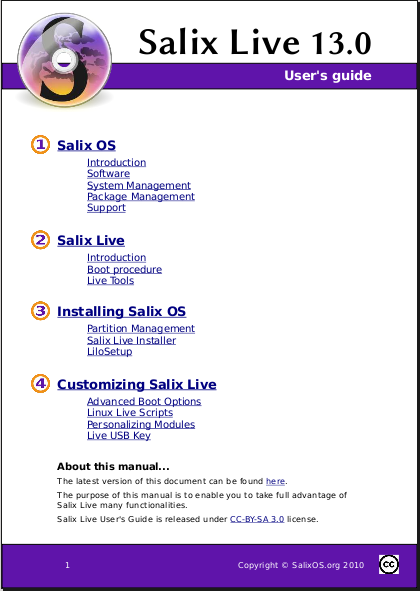 Salix Live 13.0
User's guide
1 Salix OS
Introduction
Software
System Management
Package Management
Support
2 Salix Live
Introduction
Boot procedure
Live Tools
3 Installing Salix OS
Partition Management
Salix Live Installer
LiloSetup
4 Customizing Salix Live
Advanced Boot Options
Linux Live Scripts
Personalizing Modules
Live USB Key
About this manual...
The latest version of this document can be found here.
The purpose of this manual is to enable you to take full advantage of
Salix Live many functionalities.
Salix Live User's Guide is released under CC-BY-SA 3.0 license.
1 Copyright © SalixOS.org 2010 cc